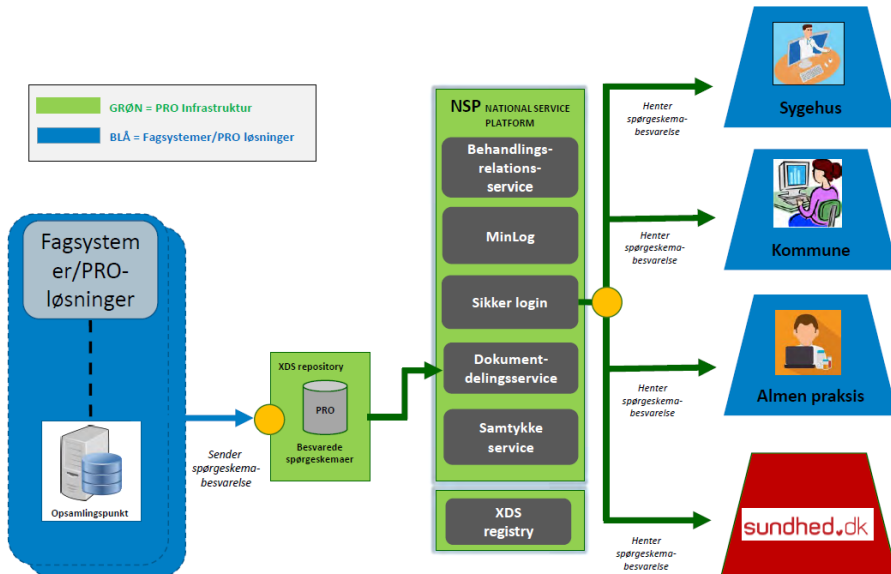 GRØN = PRO Infrastruktur
BLÅ = Fagsystemer/PRO løsninger
Fagsystem
er/PRO-
løsninger
Opsamlingspunkt
Sender
spørgeskema-
besvarelse
XDS repository
PRO
Besvarede
spørgeskemaer
NSP NATIONAL SERVICE
PLATFORM
Behandlings-
relations-
service
MinLog
Sikker login
Dokument-
delingsservice
Samtykke
service
XDS
registry
Henter
spørgeskema-
besvarelse
Sygehus
Henter
spørgeskema-
besvarelse
Kommune
Henter
spørgeskema-
besvarelse
Almen praksis
Henter
spørgeskema-
besvarelse
sundhed.dk